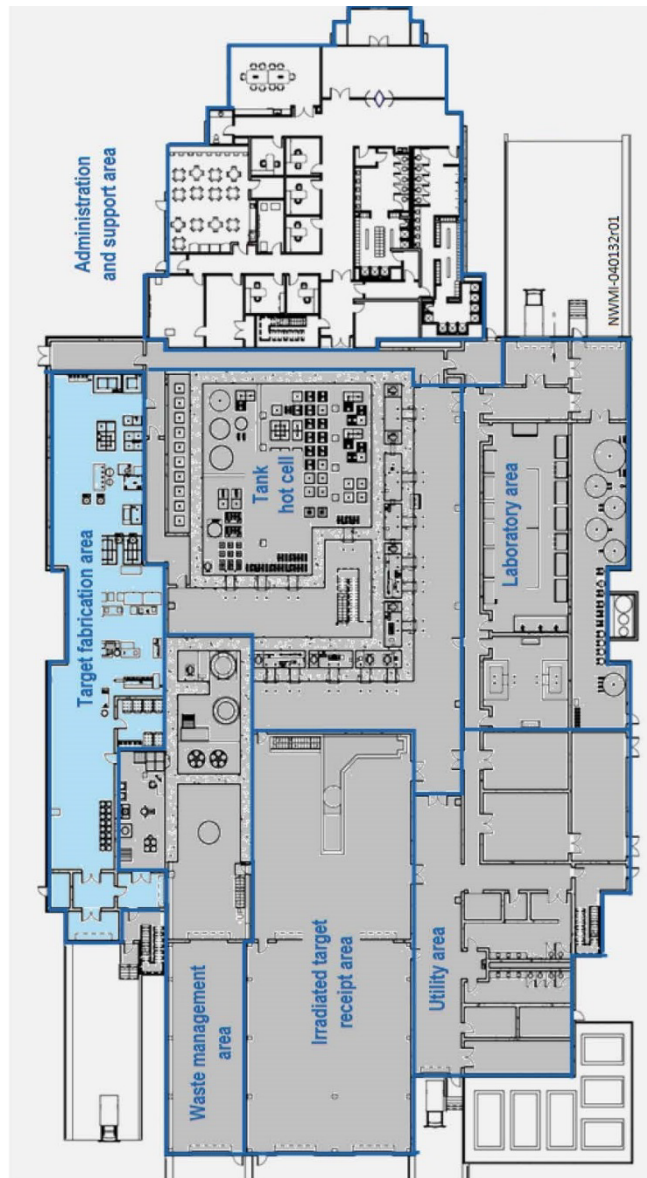 Administration
and support area
NWMI-040132r01
Target fabrication area
Tank
hot cell
Laboratory area
Waste management
area
Irradiated target
receipt area
Utility area